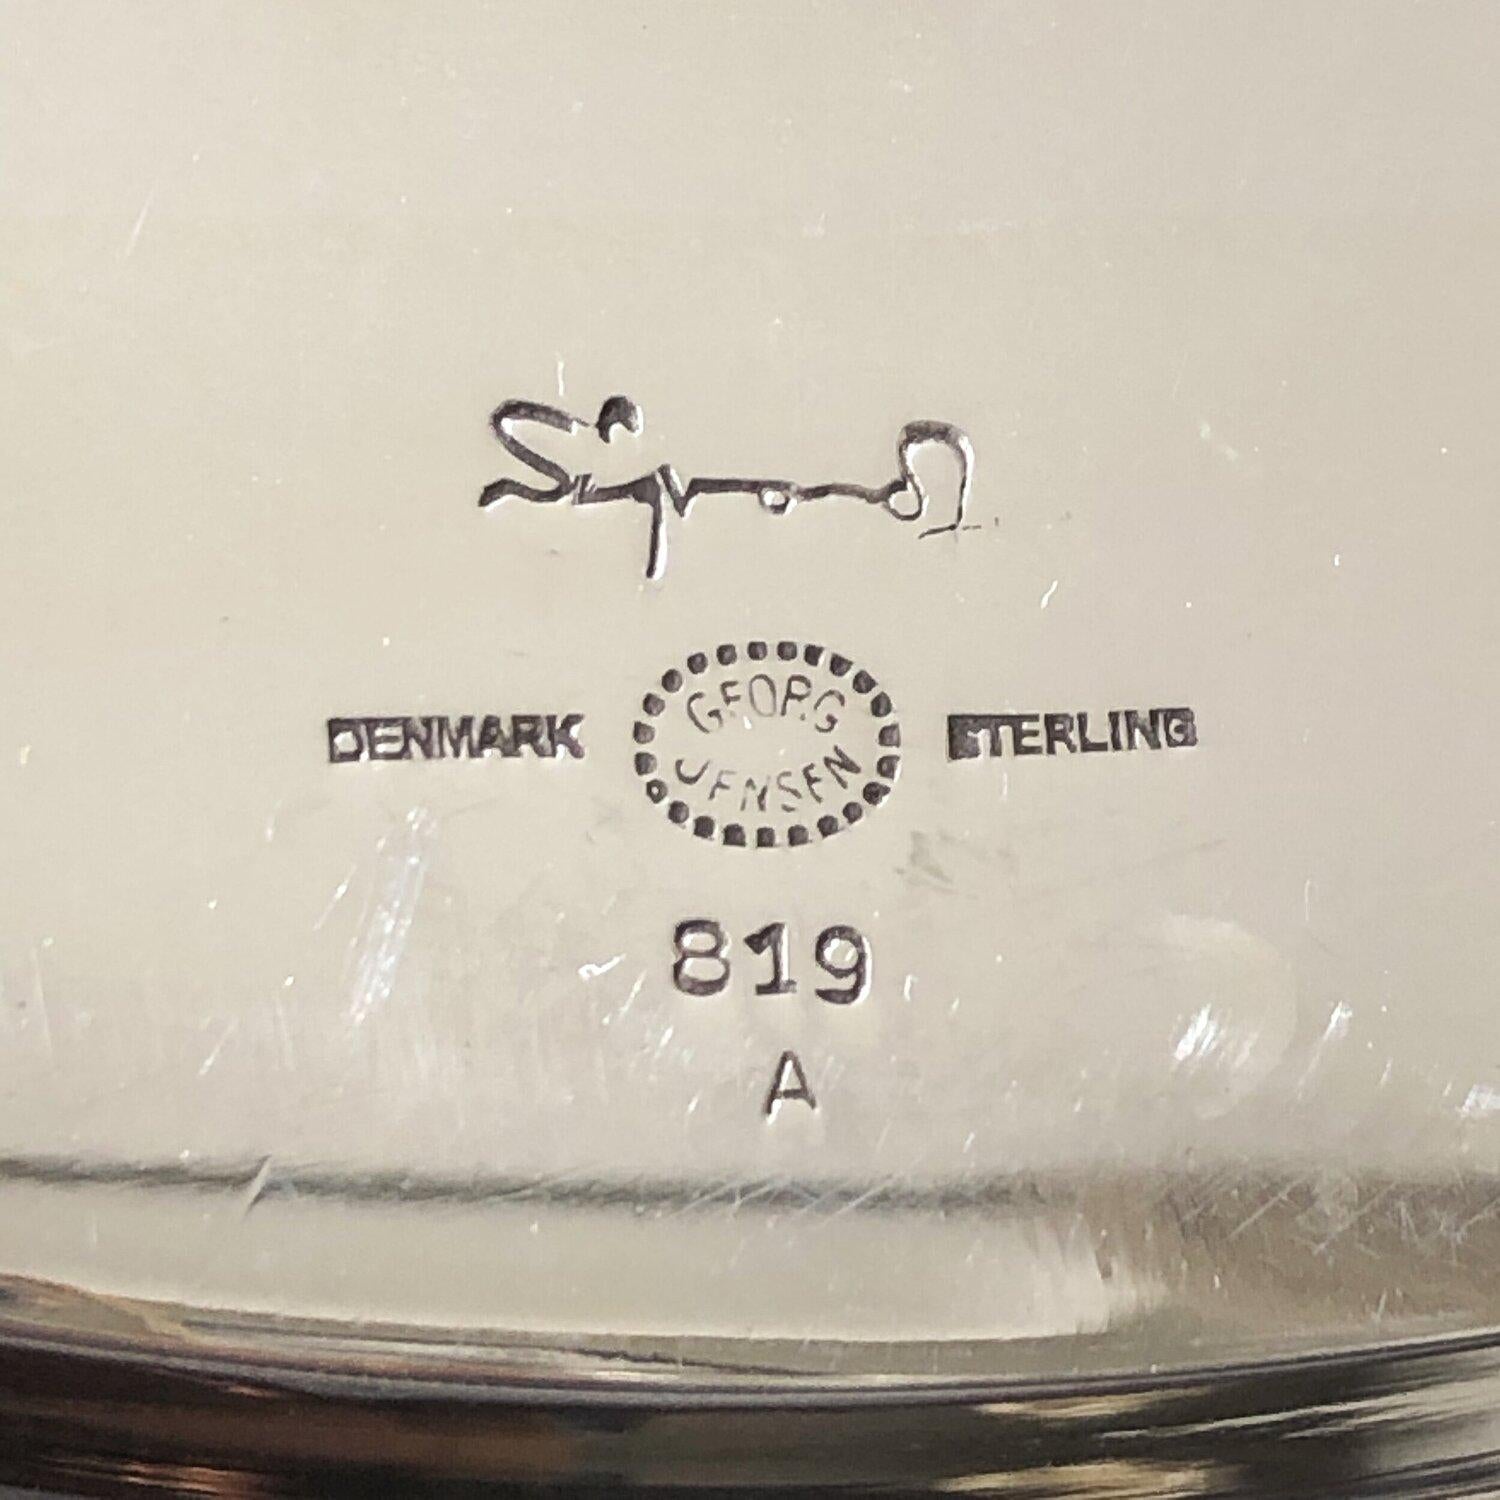 Sigvard
DENMARK GEORG JENSEN STERLING
819
A